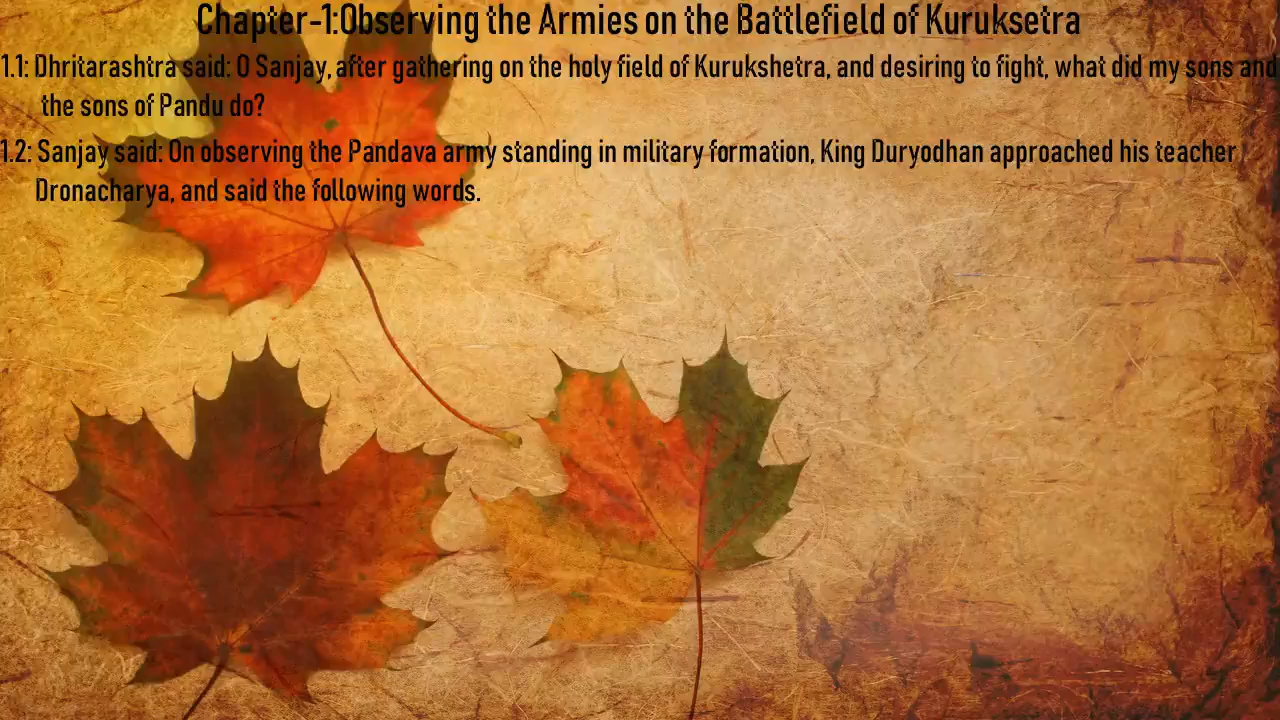 Chapter-1:Observing the Armies on the Battlefield of Kuruksetra
1.1: Dhritarashtra said: O Sanjay, after gathering on the holy field of Kurukshetra, and desiring to fight, what did my sons and
the sons of Pandu do?
1.2: Sanjay said: On observing the Pandava army standing in military formation, King Duryodhan approached his teacher
Dronacharya, and said the following words.